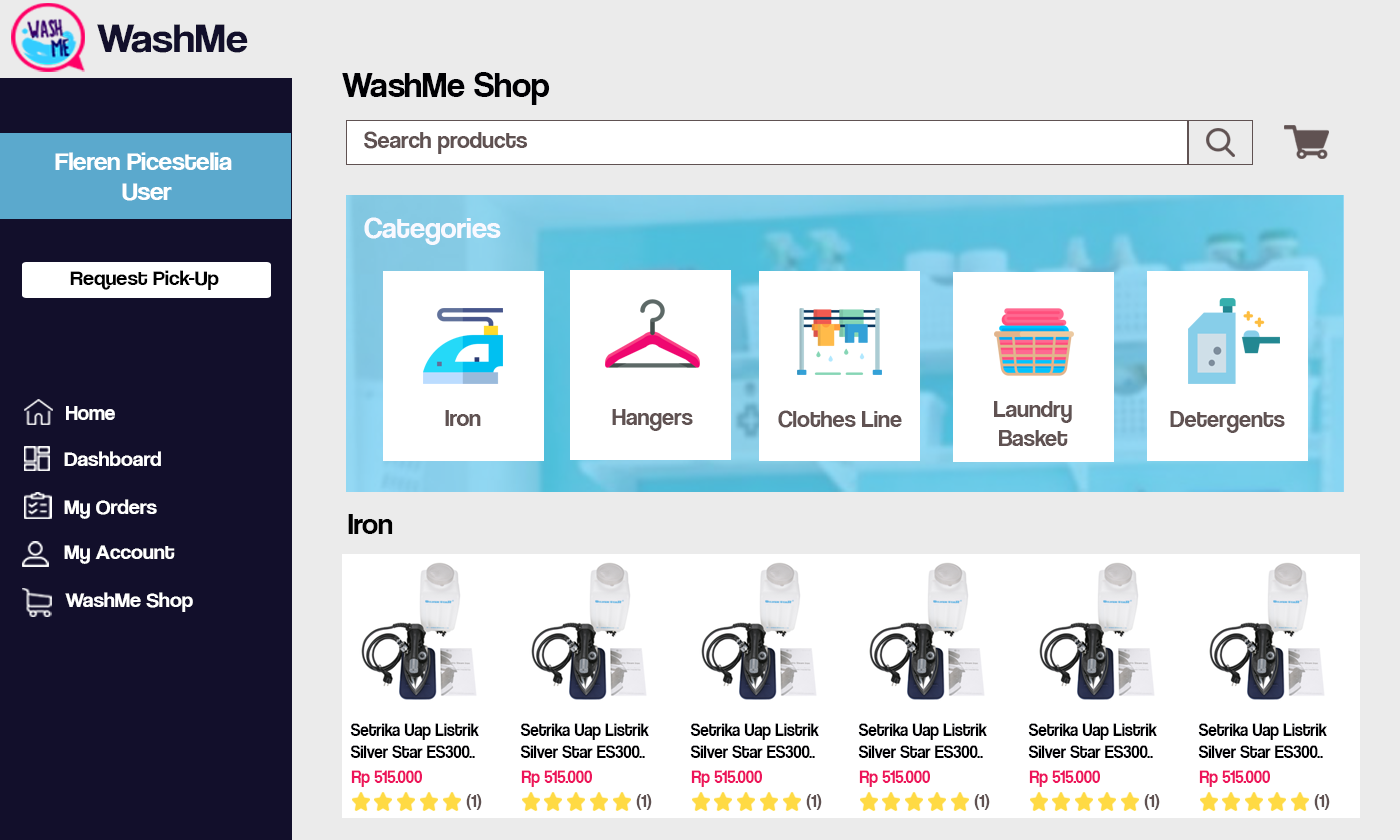 WASH
ME
WashMe
Fleren Picestelia
User
Request Pick-Up
Home
Dashboard
My Orders
My Account
WashMe Shop
WashMe Shop
Search products
Categories
Iron
Hangers
Clothes Line
Laundry
Basket
Detergents
Iron
Setrika Uap Listrik
Silver Star ES300..
Rp 515.000
(1)
Setrika Uap Listrik
Silver Star ES300..
Rp 515.000
(1)
Setrika Uap Listrik
Silver Star ES300..
Rp 515.000
(1)
Setrika Uap Listrik
Silver Star ES300..
Rp 515.000
(1)
Setrika Uap Listrik
Silver Star ES300..
Rp 515.000
(1)
Setrika Uap Listrik
Silver Star ES300..
Rp 515.000
(1)